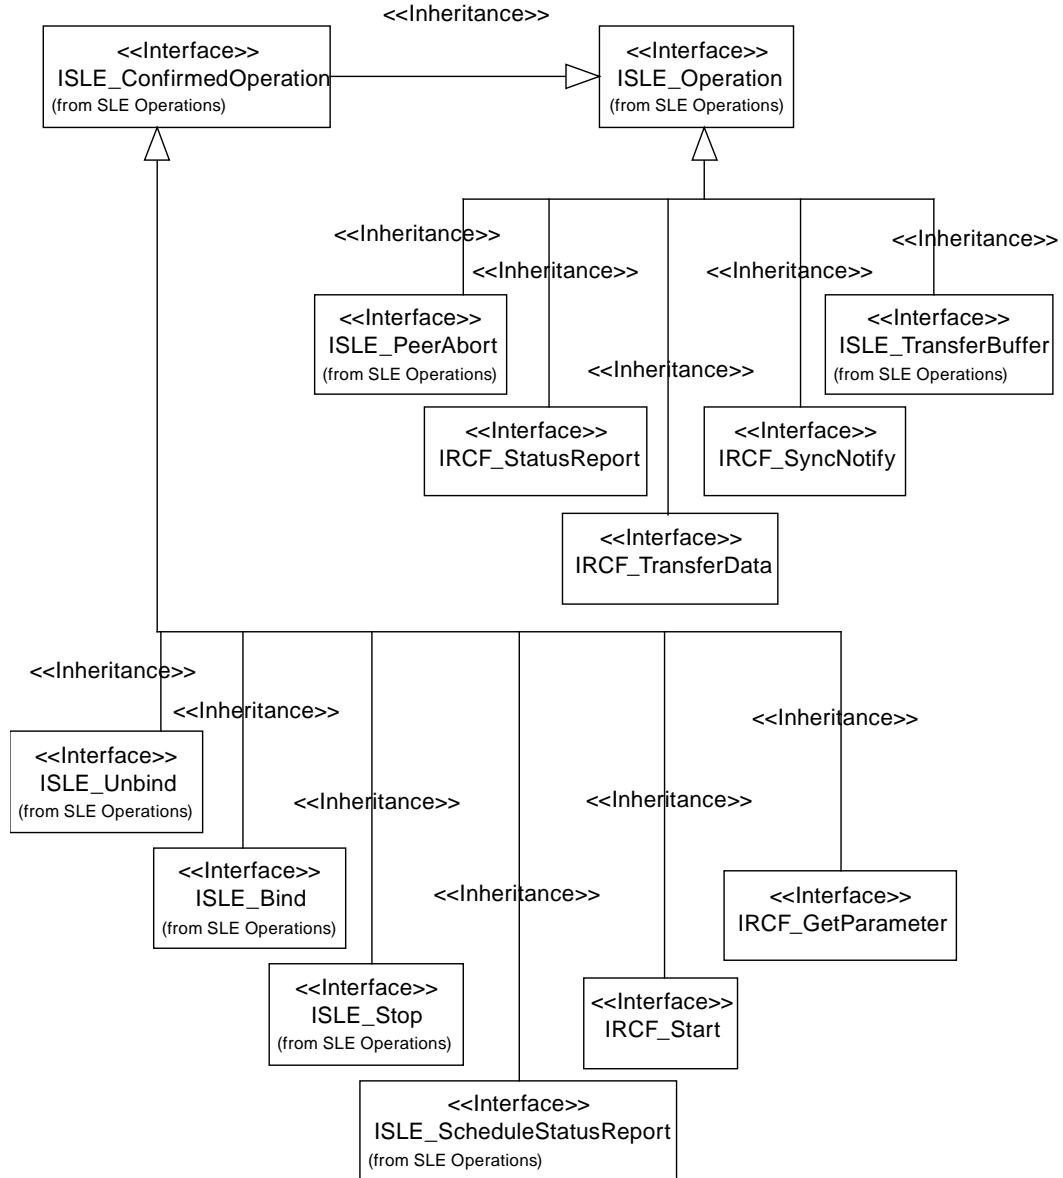 <<Inheritance>>
<<Interface>>
ISLE_ConfirmedOperation
(from SLE Operations)
<<Interface>>
ISLE_Operation
(from SLE Operations)
<<Inheritance>>
<<Inheritance>>
<<Inheritance>>
<<Inheritance>>
<<Inheritance>>
<<Interface>>
ISLE_PeerAbort
(from SLE Operations)
<<Interface>>
ISLE_TransferBuffer
(from SLE Operations)
<<Interface>>
IRCF_StatusReport
<<Interface>>
IRCF_SyncNotify
<<Interface>>
IRCF_TransferData
<<Inheritance>>
<<Inheritance>>
<<Inheritance>>
<<Inheritance>>
<<Inheritance>>
<<Inheritance>>
<<Interface>>
ISLE_Unbind
(from SLE Operations)
<<Interface>>
ISLE_Bind
(from SLE Operations)
<<Interface>>
IRCF_GetParameter
<<Interface>>
ISLE_Stop
(from SLE Operations)
<<Interface>>
IRCF_Start
<<Interface>>
ISLE_ScheduleStatusReport
(from SLE Operations)